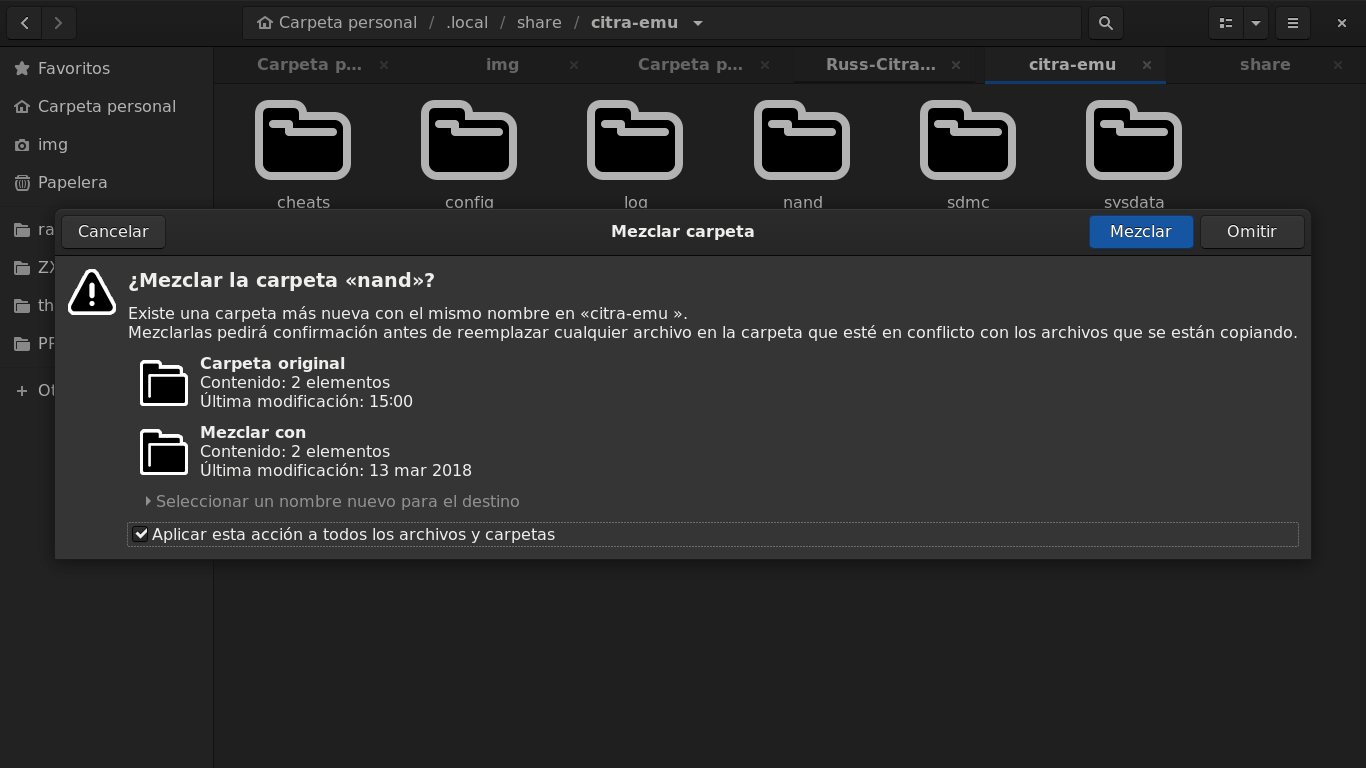 Carpeta personal / .local / share / citra-emu
Favoritos
Carpeta personal
img
Papelera
ra
ZX
th
PP
Ot
Carpeta p... img Carpeta p... Russ-Citra... citra-emu share
cheats config log nand sdmc sysdata
Cancelar Mezclar carpeta Mezclar Omitir
¿Mezclar la carpeta «nand»?
Existe una carpeta más nueva con el mismo nombre en «citra-emu ».
Mezclarlas pedirá confirmación antes de reemplazar cualquier archivo en la carpeta que esté en conflicto con los archivos que se están copiando.
Carpeta original
Contenido: 2 elementos
Última modificación: 15:00
Mezclar con
Contenido: 2 elementos
Última modificación: 13 mar 2018
Seleccionar un nombre nuevo para el destino
Aplicar esta acción a todos los archivos y carpetas